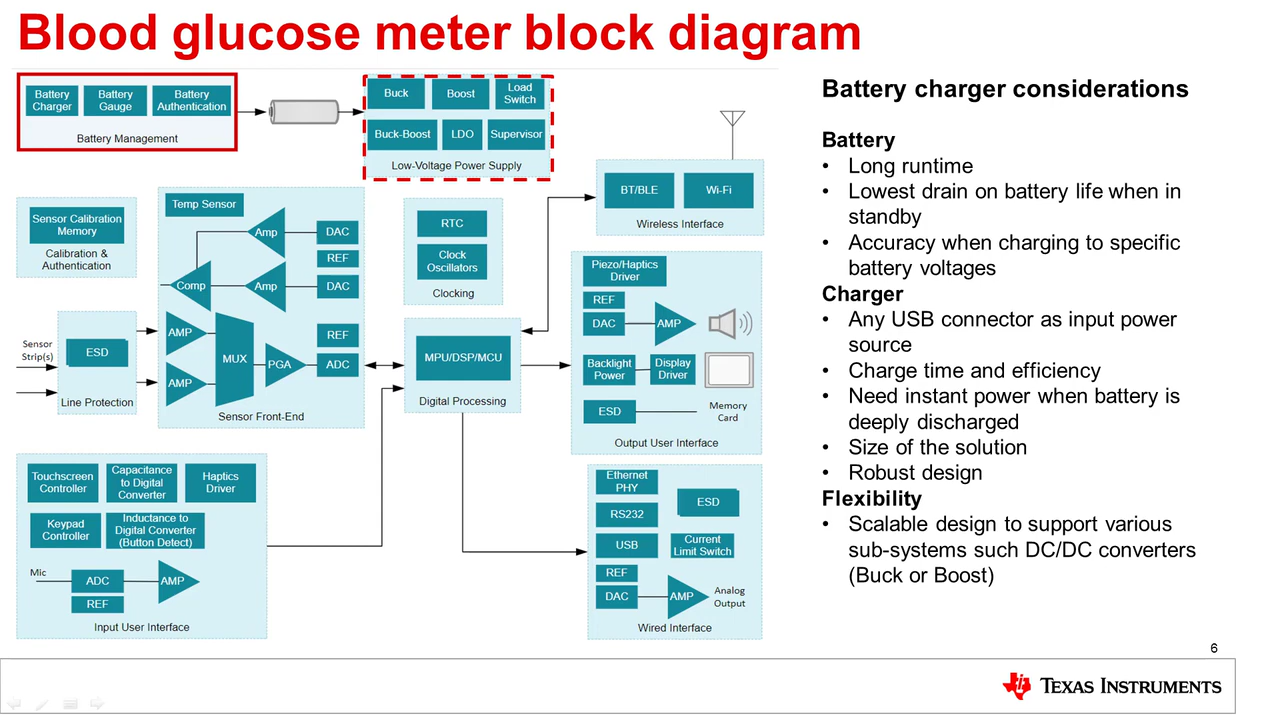 Blood glucose meter block diagram
Battery
Charger
Battery
Gauge
Battery
Authentication
Battery Management
Buck
Boost
Load
Switch
Buck-Boost
LDO
Supervisor
Low-Voltage Power Supply
Sensor Calibration
Memory
Calibration &
Authentication
Temp Sensor
Amp
DAC
REF
Comp
Amp
DAC
AMP
AMP
MUX
PGA
REF
ADC
Sensor Front-End
Sensor
Strip(s)
ESD
Line Protection
RTC
Clock
Oscillators
Clocking
MPU/DSP/MCU
Digital Processing
BT/BLE
Wi-Fi
Wireless Interface
Piezo/Haptics
Driver
REF
DAC
AMP
Backlight
Power
Display
Driver
ESD
Memory
Card
Output User Interface
Touchscreen
Controller
Capacitance
to Digital
Converter
Haptics
Driver
Keypad
Controller
Inductance to
Digital Converter
(Button Detect)
Mic
ADC
REF
AMP
Input User Interface
Ethernet
PHY
RS232
ESD
USB
Current
Limit Switch
REF
DAC
AMP
Analog
Output
Wired Interface
Battery charger considerations
Battery
• Long runtime
• Lowest drain on battery life when in
standby
• Accuracy when charging to specific
battery voltages
Charger
• Any USB connector as input power
source
• Charge time and efficiency
• Need instant power when battery is
deeply discharged
• Size of the solution
• Robust design
Flexibility
• Scalable design to support various
sub-systems such DC/DC converters
(Buck or Boost)
6
TEXAS INSTRUMENTS